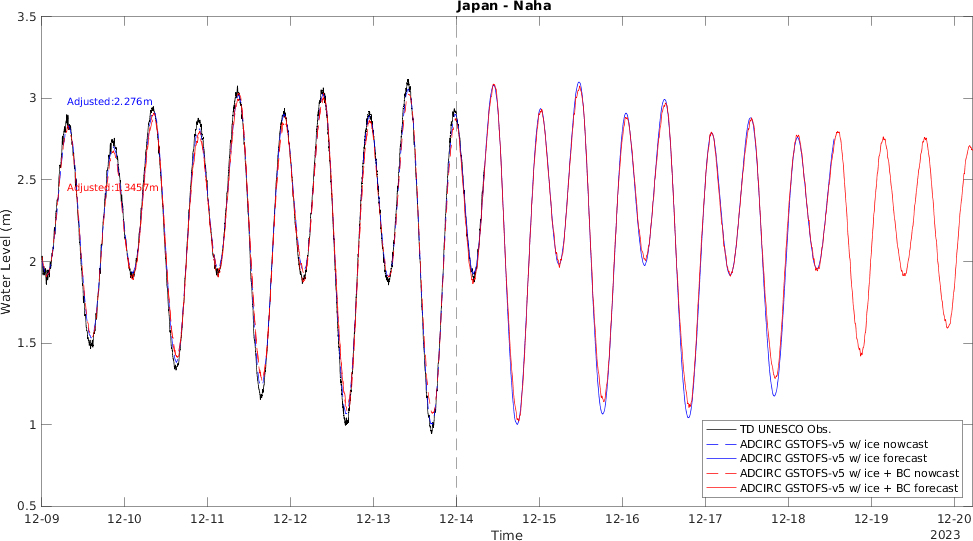 Japan - Naha
3.5
3
2.5
2
1.5
1
0.5
Water Level (m)
Adjusted:2.276m
Adjusted:1.3457m
TD UNESCO Obs.
ADCIRC GSTOFS-v5 w/ ice nowcast
ADCIRC GSTOFS-v5 w/ ice forecast
ADCIRC GSTOFS-v5 w/ ice + BC nowcast
ADCIRC GSTOFS-v5 w/ ice + BC forecast
12-09 12-10 12-11 12-12 12-13 12-14 12-15 12-16 12-17 12-18 12-19 12-20
Time
2023